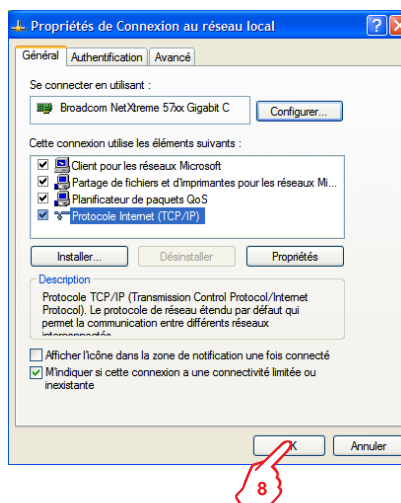 Propriétés de Connexion au réseau local
Général Authentification Avancé
Se connecter en utilisant :
Broadcom NetXtreme 57xx Gigabit C Configurer...
Cette connexion utilise les éléments suivants :
Client pour les réseaux Microsoft
Partage de fichiers et d'imprimantes pour les réseaux Mi...
Planificateur de paquets QoS
Protocole Internet (TCP/IP)
Installer... Désinstaller Propriétés
Description
Protocole TCP/IP (Transmission Control Protocol/Internet
Protocol). Le protocole de réseau étendu par défaut qui
permet la communication entre différents réseaux
interconnectés
Afficher l'icône dans la zone de notification une fois connecté
M'indiquer si cette connexion a une connectivité limitée ou
inexistante
OK Annuler
8